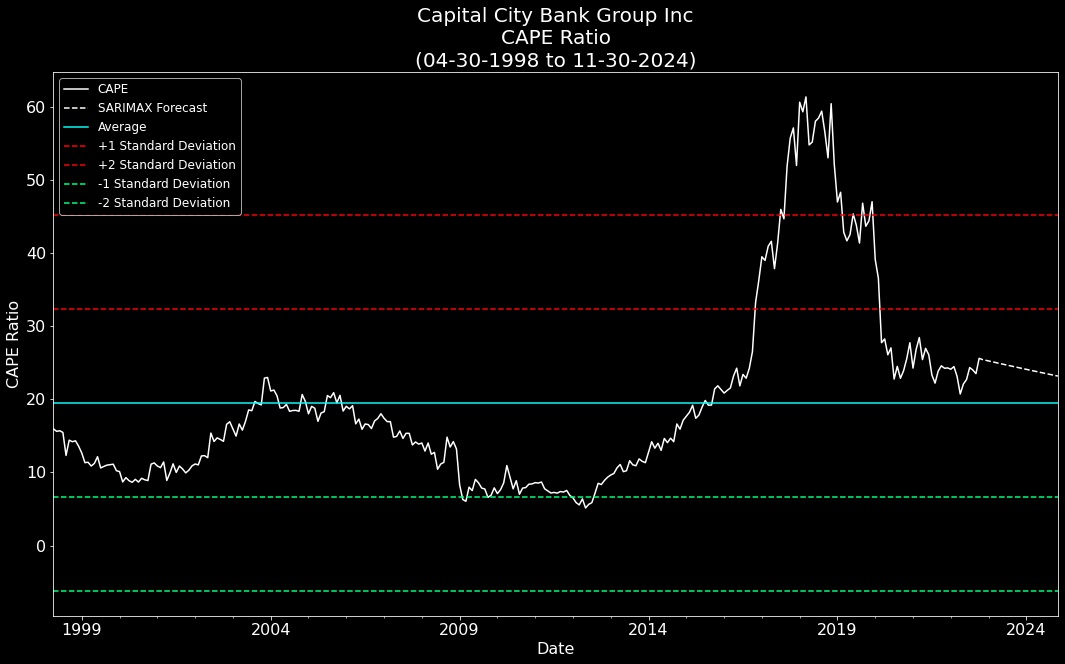 Capital City Bank Group Inc
CAPE Ratio
(04-30-1998 to 11-30-2024)
CAPE
SARIMAX Forecast
Average
+1 Standard Deviation
+2 Standard Deviation
-1 Standard Deviation
-2 Standard Deviation
CAPE Ratio
60
50
40
30
20
10
0
1999 2004 2009 2014 2019 2024
Date